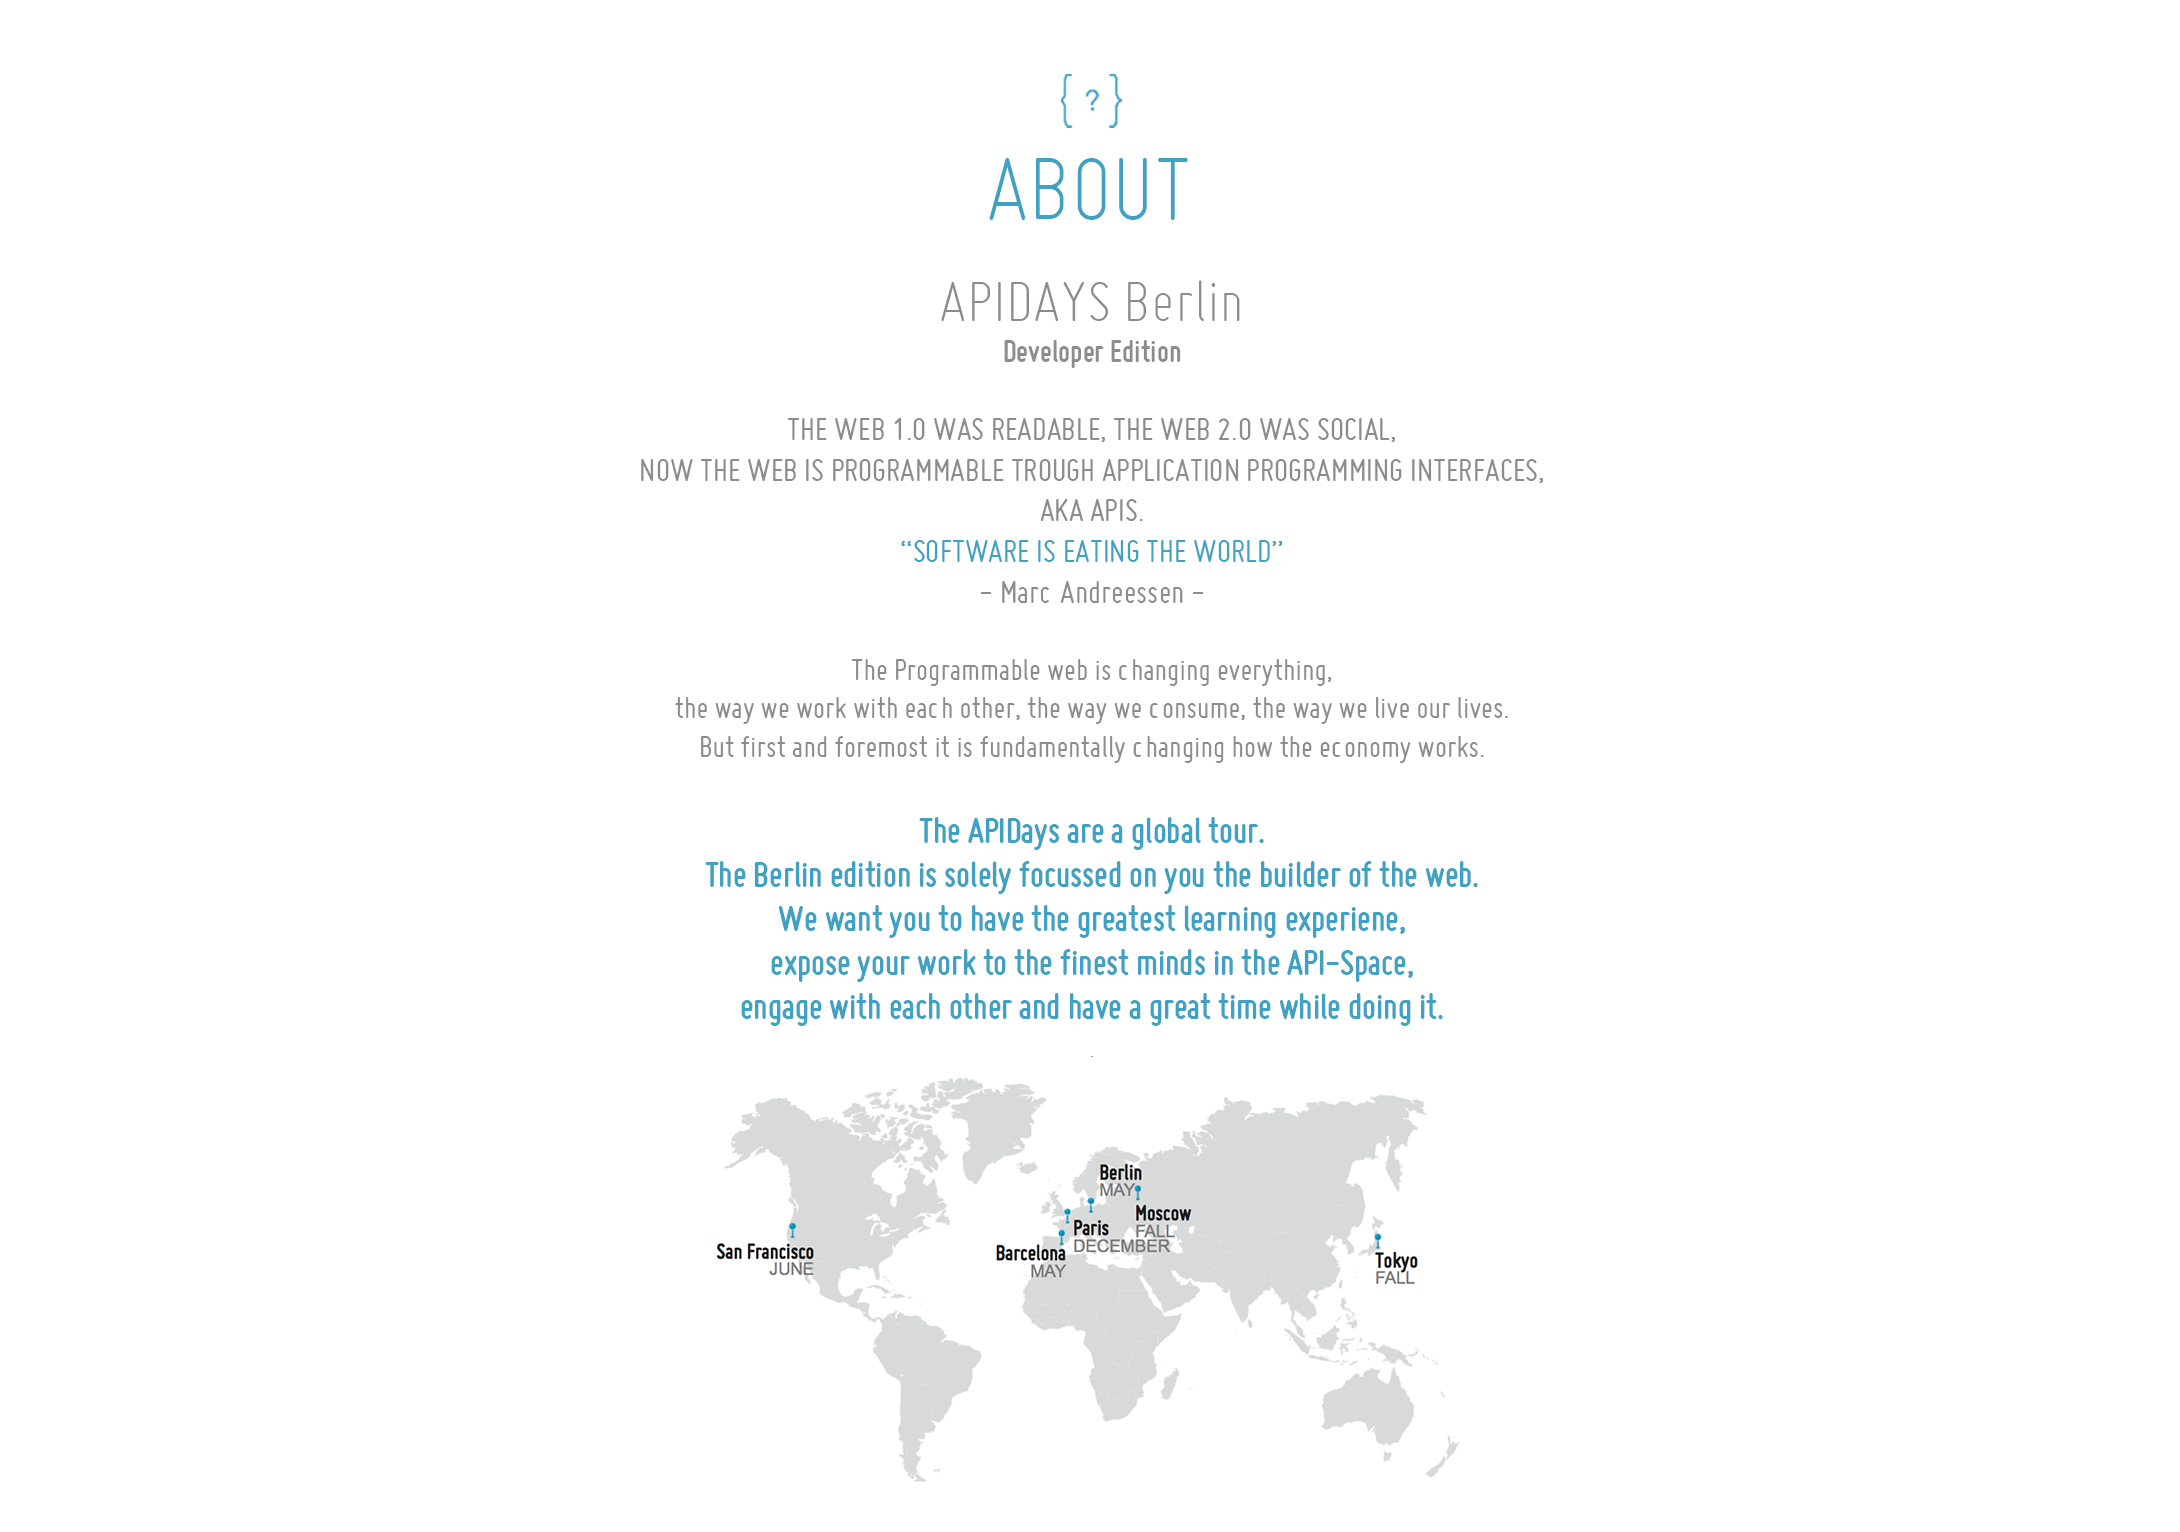 { ? }
ABOUT
APIDAYS Berlin
Developer Edition
THE WEB 1.0 WAS READABLE, THE WEB 2.0 WAS SOCIAL,
NOW THE WEB IS PROGRAMMABLE TROUGH APPLICATION PROGRAMMING INTERFACES,
AKA APIS.
“SOFTWARE IS EATING THE WORLD”
- Marc Andreessen -
The Programmable web is changing everything,
the way we work with each other, the way we consume, the way we live our lives.
But first and foremost it is fundamentally changing how the economy works.
The APIDays are a global tour.
The Berlin edition is solely focussed on you the builder of the web.
We want you to have the greatest learning experiene,
expose your work to the finest minds in the API-Space,
engage with each other and have a great time while doing it.
Berlin
MAY
Moscow
FALL
Paris
DECEMBER
San Francisco
JUNE
Barcelona
MAY
Tokyo
FALL